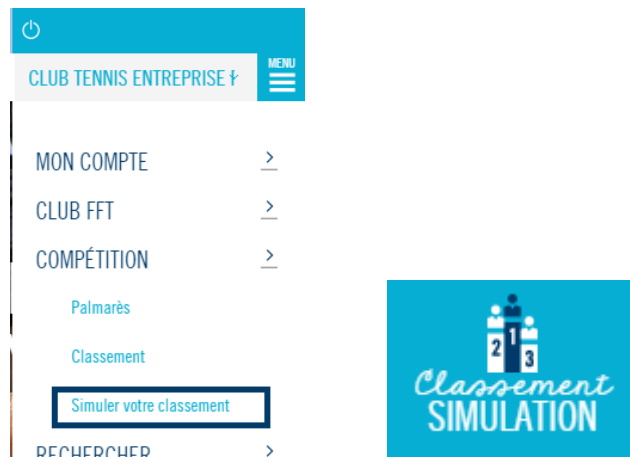 MENU
CLUB TENNIS ENTREPRISE
MON COMPTE >
CLUB FFT >
COMPÉTITION >
Palmarès
Classement
Simuler votre classement
RECHERCHER >
2 1 3
Classement
SIMULATION